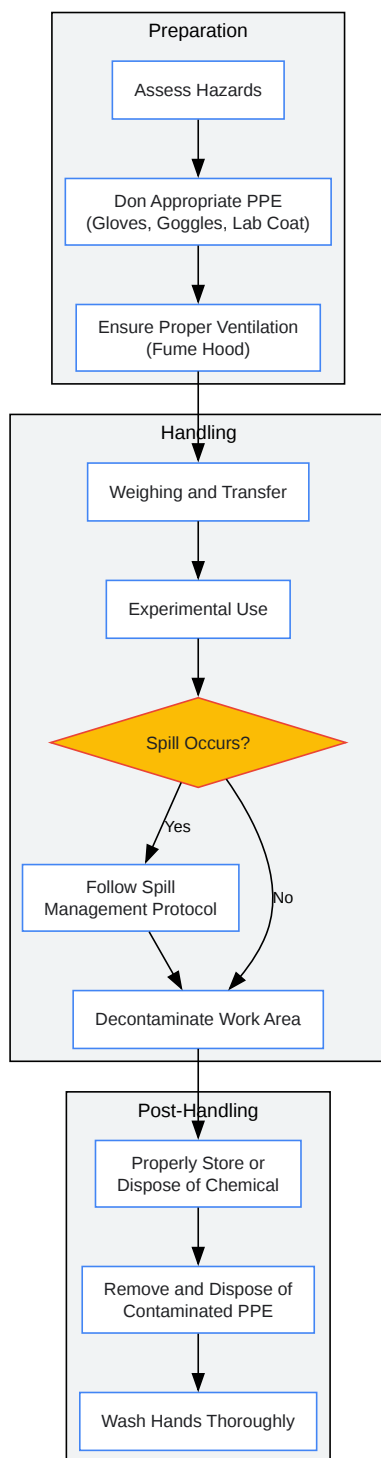 Preparation
Assess Hazards
Don Appropriate PPE
(Gloves, Goggles, Lab Coat)
Ensure Proper Ventilation
(Fume Hood)
Handling
Weighing and Transfer
Experimental Use
Spill Occurs?
Yes
Follow Spill
Management Protocol
No
Decontaminate Work Area
Post-Handling
Properly Store or
Dispose of Chemical
Remove and Dispose of
Contaminated PPE
Wash Hands Thoroughly